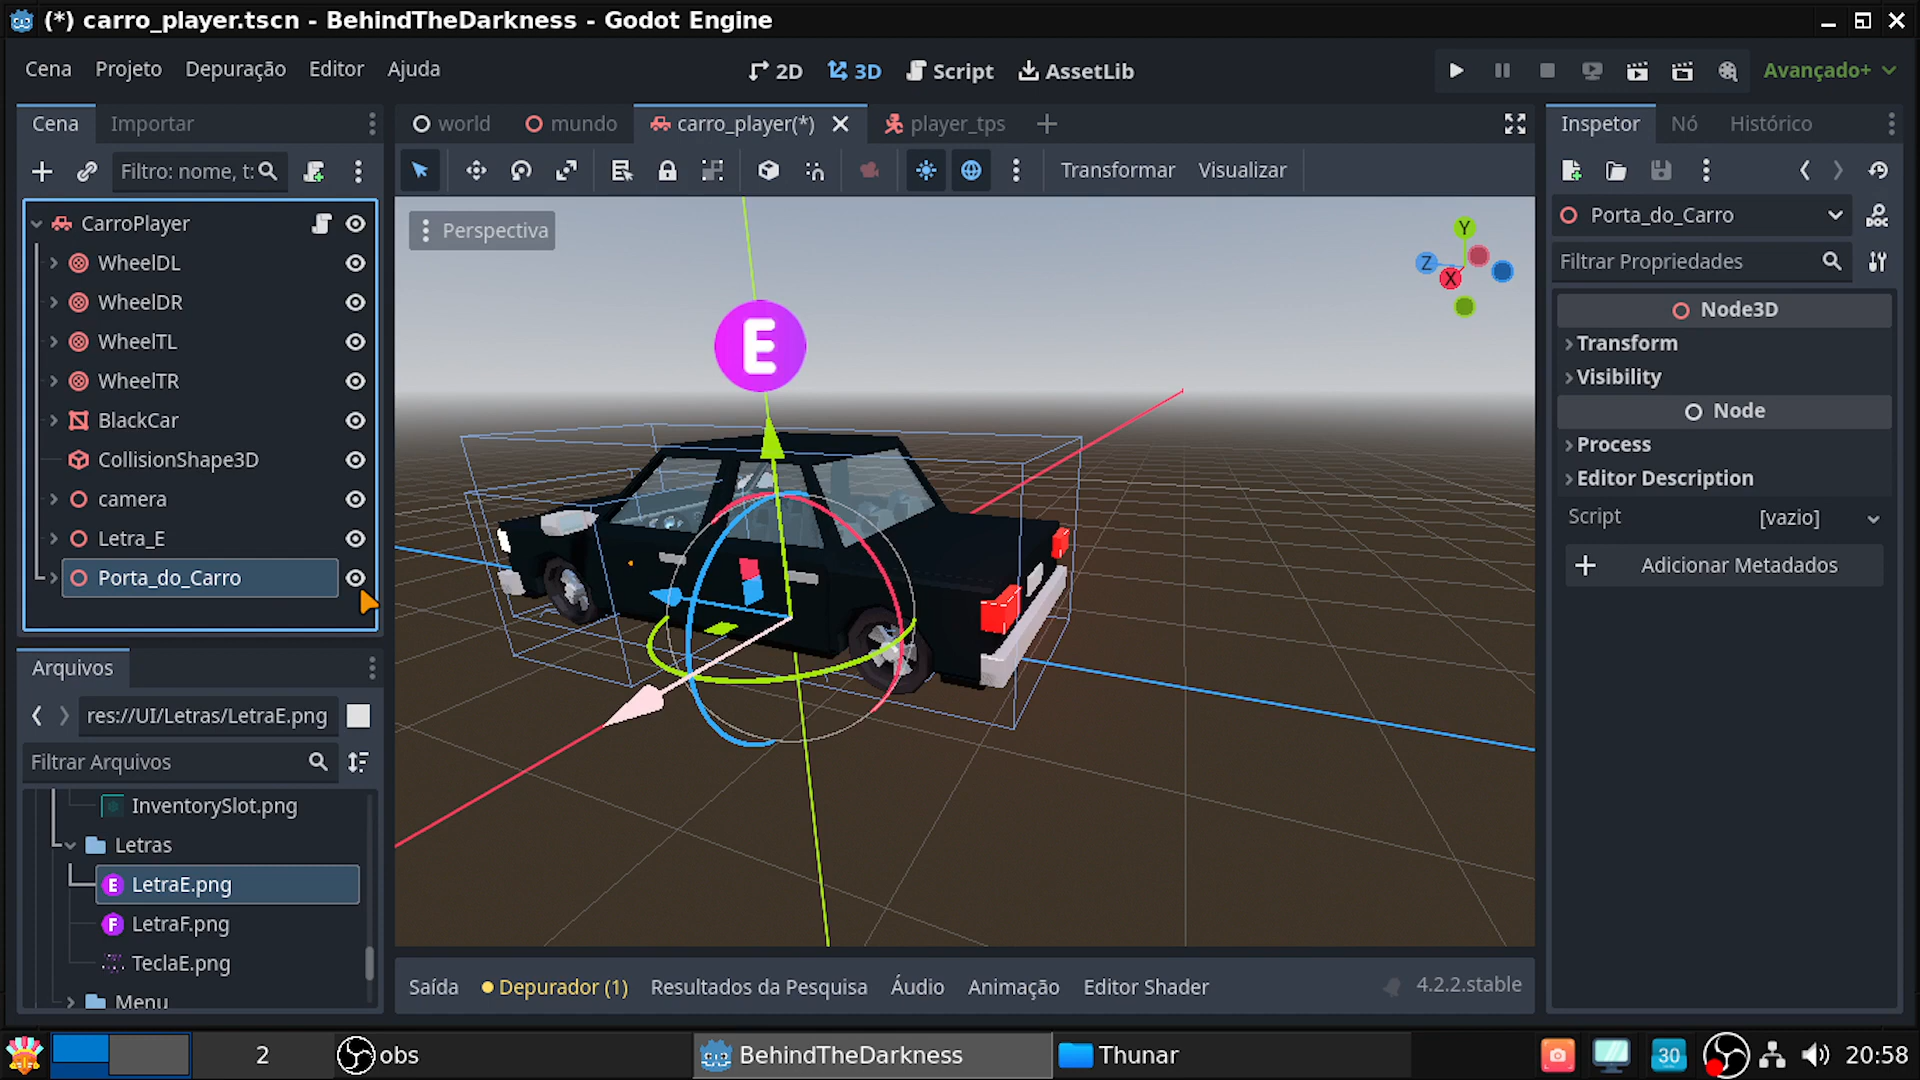 (*) carro_player.tscn - BehindTheDarkness - Godot Engine
Cena Projeto Depuração Editor Ajuda
2D 3D Script AssetLib
Avançado+
Cena Importar
world mundo carro_player(*) player_tps
Inspetor Nó Histórico
Filtro: nome, t:
Transformar Visualizar
CarroPlayer
WheelDL
WheelDR
WheelTL
WheelTR
BlackCar
CollisionShape3D
camera
Letra_E
Porta_do_Carro
Perspectiva
Y
Z
X
E
Porta_do_Carro
Filtrar Propriedades
Node3D
Transform
Visibility
Node
Process
Editor Description
Script [vazio]
Adicionar Metadados
Arquivos
res://UI/Letras/LetraE.png
Filtrar Arquivos
InventorySlot.png
Letras
E LetraE.png
F LetraF.png
TeclaE.png
Menu
Saída Depurador (1) Resultados da Pesquisa Áudio Animação Editor Shader 4.2.2.stable
2 obs BehindTheDarkness Thunar 30 20:58